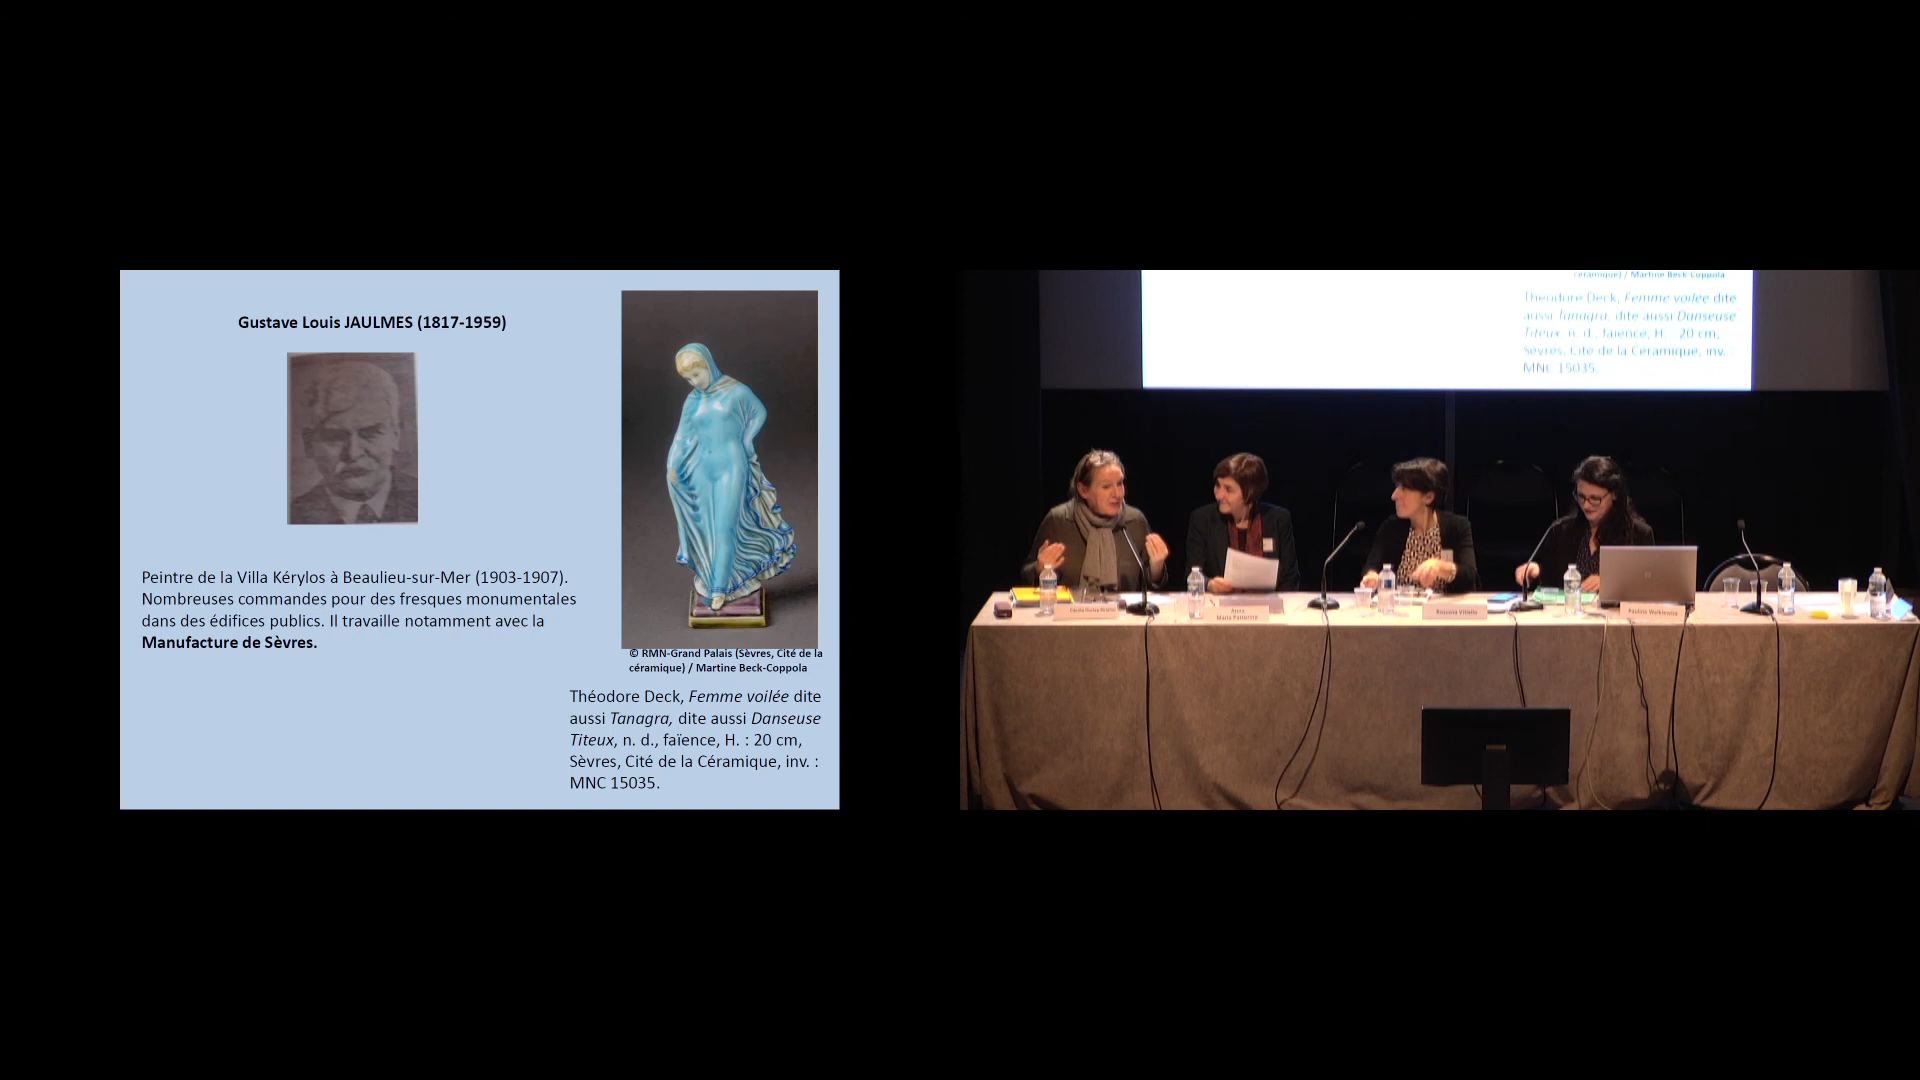 Gustave Louis JAULMES (1817-1959)
Peintre de la Villa Kérylos à Beaulieu-sur-Mer (1903-1907).
Nombreuses commandes pour des fresques monumentales
dans des édifices publics. Il travaille notamment avec la
Manufacture de Sèvres.
© RMN-Grand Palais (Sèvres, Cité de la
céramique) / Martine Beck-Coppola
Théodore Deck, Femme voilée dite
aussi Tanagra, dite aussi Danseuse
Titeux, n. d., faïence, H. : 20 cm,
Sèvres, Cité de la Céramique, inv. :
MNC 15035.
céramique) / Martine Beck-Coppola
Théodore Deck, Femme voilée dite
aussi Tanagra, dite aussi Danseuse
Titeux, n. d., faïence, H. : 20 cm,
Sèvres, Cité de la Céramique, inv. :
MNC 15035.
Anna
Maria
Rossana
Pauline